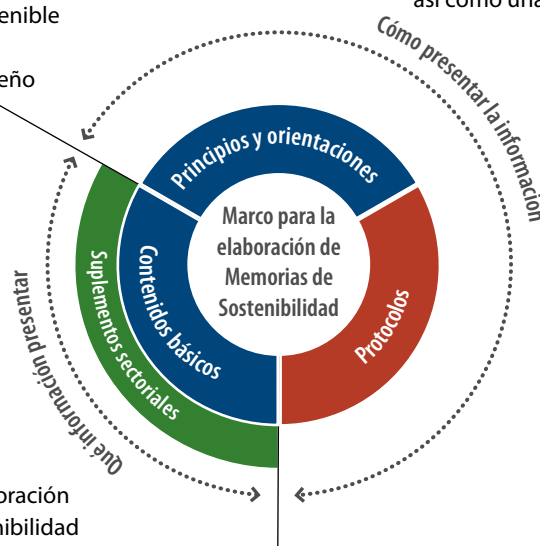 enible
eño
así como una
Cómo presentar la información
Principios y orientaciones
Marco para la
elaboración de
Memorias de
Sostenibilidad
Contenidos básicos
Suplementos sectoriales
Protocolos
Qué información presentar
oración
nibilidad